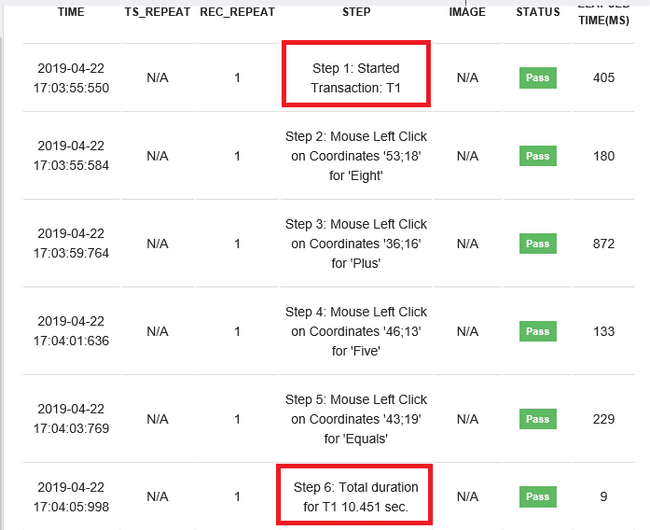 TIME TS_REPEAT REC_REPEAT STEP IMAGE STATUS ELAPSED TIME(MS)
2019-04-22 17:03:55:550 N/A 1 Step 1: Started Transaction: T1 N/A Pass 405
2019-04-22 17:03:55:584 N/A 1 Step 2: Mouse Left Click on Coordinates '53;18' for 'Eight' N/A Pass 180
2019-04-22 17:03:59:764 N/A 1 Step 3: Mouse Left Click on Coordinates '36;16' for 'Plus' N/A Pass 872
2019-04-22 17:04:01:636 N/A 1 Step 4: Mouse Left Click on Coordinates '46;13' for 'Five' N/A Pass 133
2019-04-22 17:04:03:769 N/A 1 Step 5: Mouse Left Click on Coordinates '43;19' for 'Equals' N/A Pass 229
2019-04-22 17:04:05:998 N/A 1 Step 6: Total duration for T1 10.451 sec. N/A Pass 9